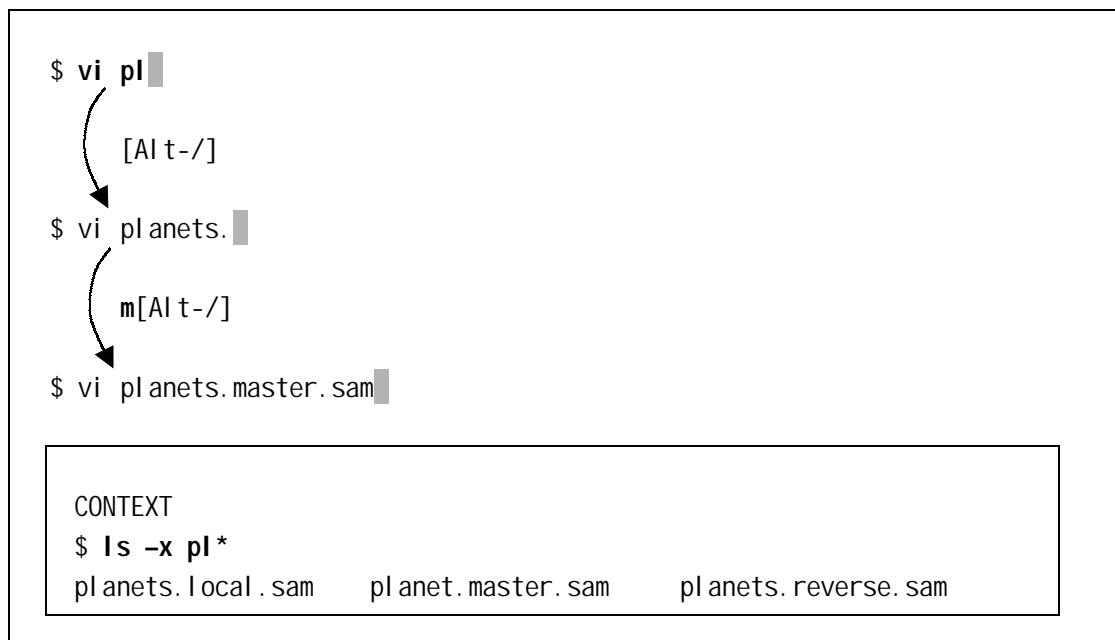 $ vi pl
[Alt-/]
$ vi planets.
m[Alt-/]
$ vi planets.master.sam
CONTEXT
$ ls –x pl*
planets.local.sam planet.master.sam planets.reverse.sam